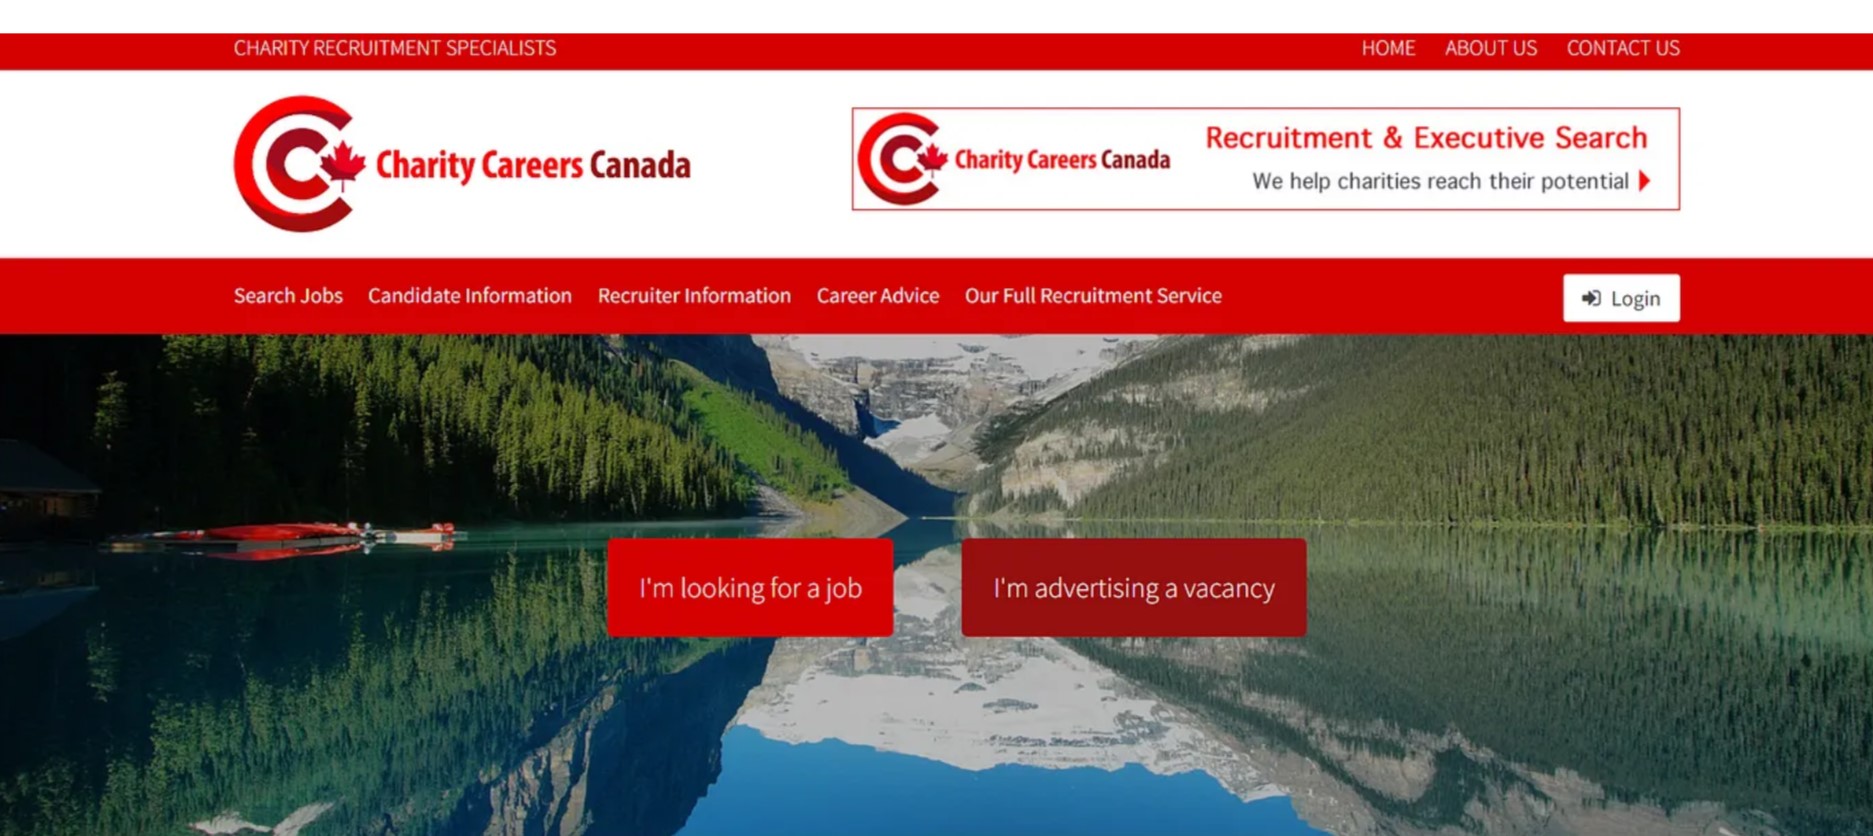 CHARITY RECRUITMENT SPECIALISTS
HOME ABOUT US CONTACT US
Charity Careers Canada
Charity Careers Canada
Recruitment & Executive Search
We help charities reach their potential
Search Jobs Candidate Information Recruiter Information Career Advice Our Full Recruitment Service
Login
I'm looking for a job
I'm advertising a vacancy